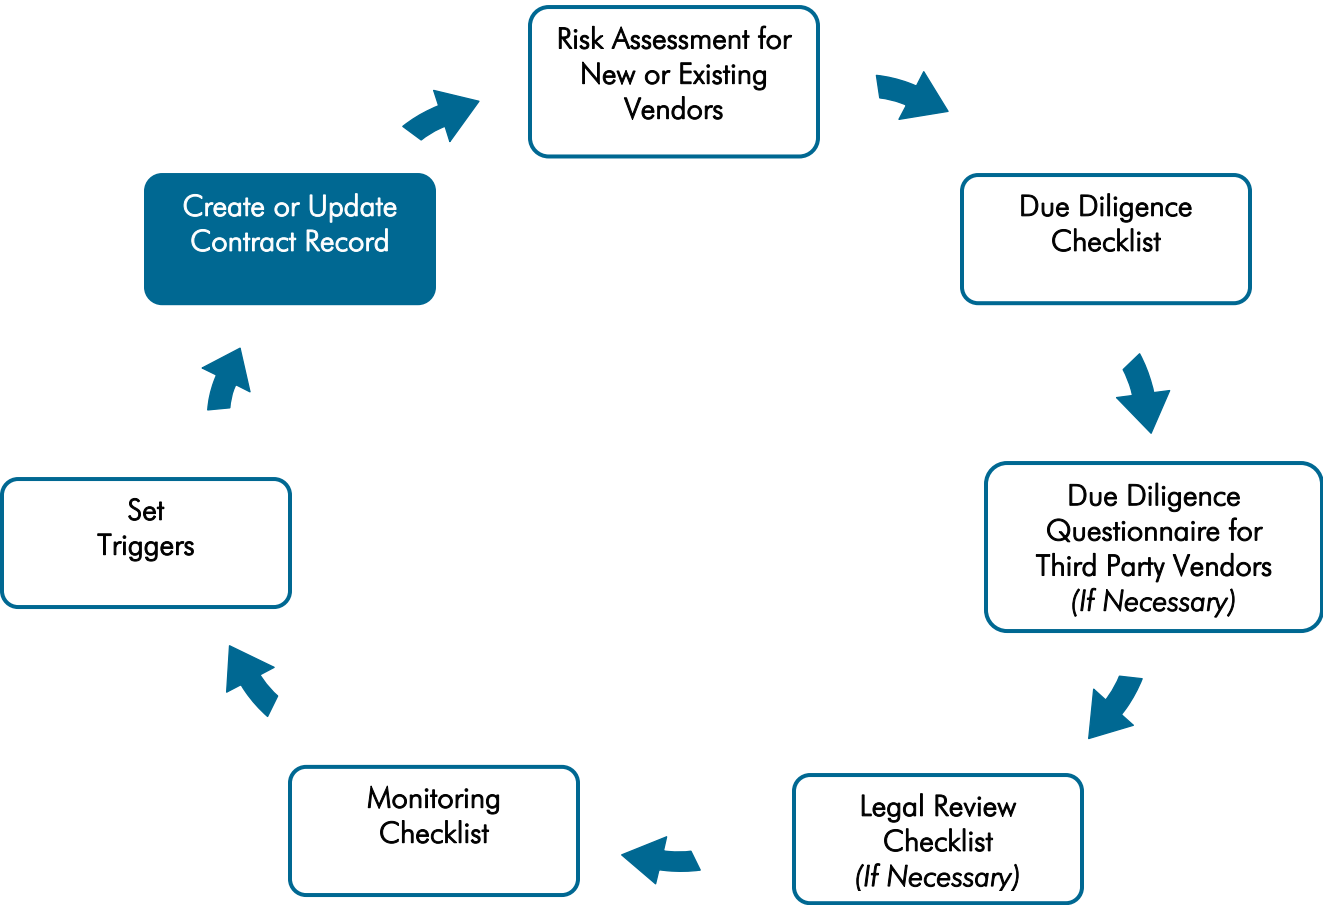 Risk Assessment for
New or Existing
Vendors
Create or Update
Contract Record
Due Diligence
Checklist
Set
Triggers
Due Diligence
Questionnaire for
Third Party Vendors
(If Necessary)
Monitoring
Checklist
Legal Review
Checklist
(If Necessary)